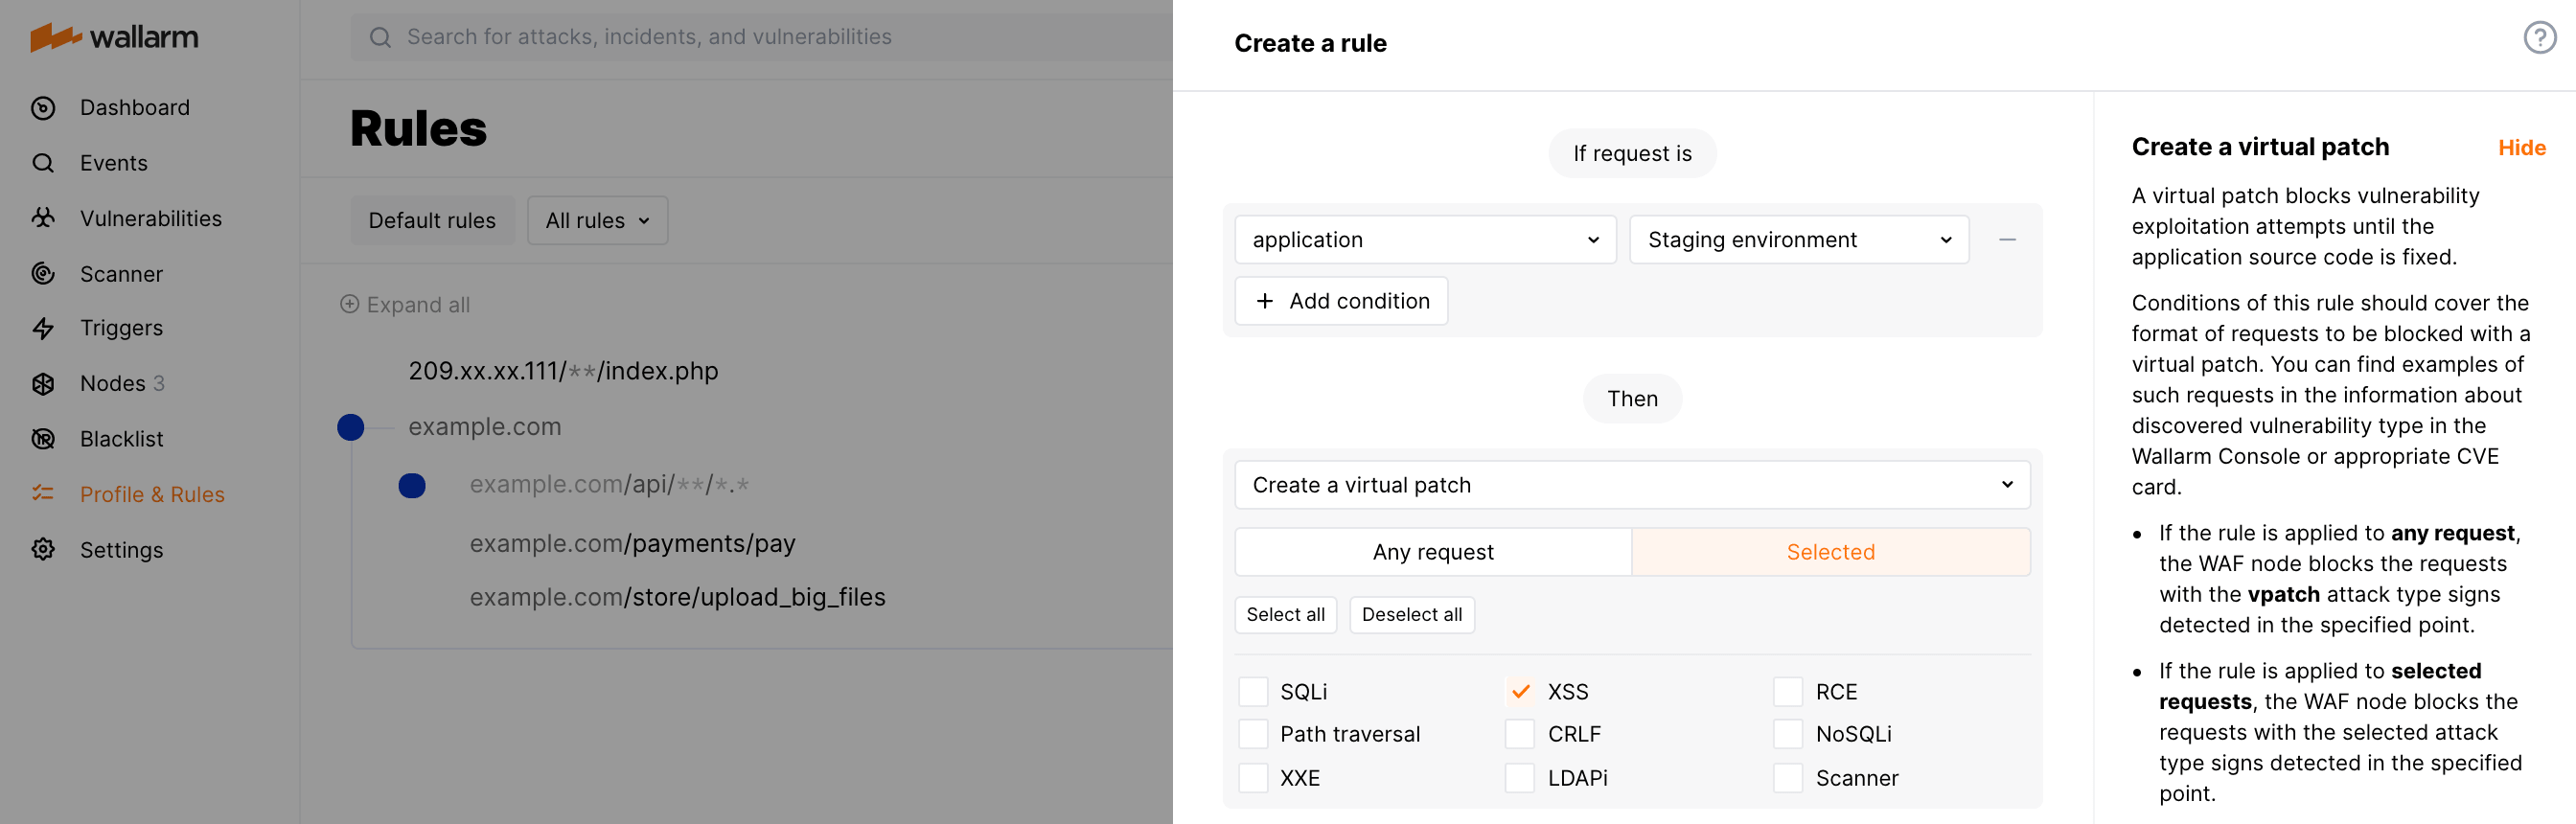 wallarm
Dashboard
Events
Vulnerabilities
Scanner
Triggers
Nodes 3
Blacklist
Profile & Rules
Settings
Search for attacks, incidents, and vulnerabilities
Rules
Default rules
All rules
Expand all
209.xx.xx.111/**/index.php
example.com
example.com/api/**/*.*
example.com/payments/pay
example.com/store/upload_big_files
Create a rule
If request is
application
Staging environment
+ Add condition
Then
Create a virtual patch
Any request
Selected
Select all
Deselect all
SQLi
XSS
RCE
Path traversal
CRLF
NoSQLi
XXE
LDAPi
Scanner
?
Create a virtual patch
Hide
A virtual patch blocks vulnerability
exploitation attempts until the
application source code is fixed.
Conditions of this rule should cover the
format of requests to be blocked with a
virtual patch. You can find examples of
such requests in the information about
discovered vulnerability type in the
Wallarm Console or appropriate CVE
card.
• If the rule is applied to any request,
the WAF node blocks the requests
with the vpatch attack type signs
detected in the specified point.
• If the rule is applied to selected
requests, the WAF node blocks the
requests with the selected attack
type signs detected in the specified
point.